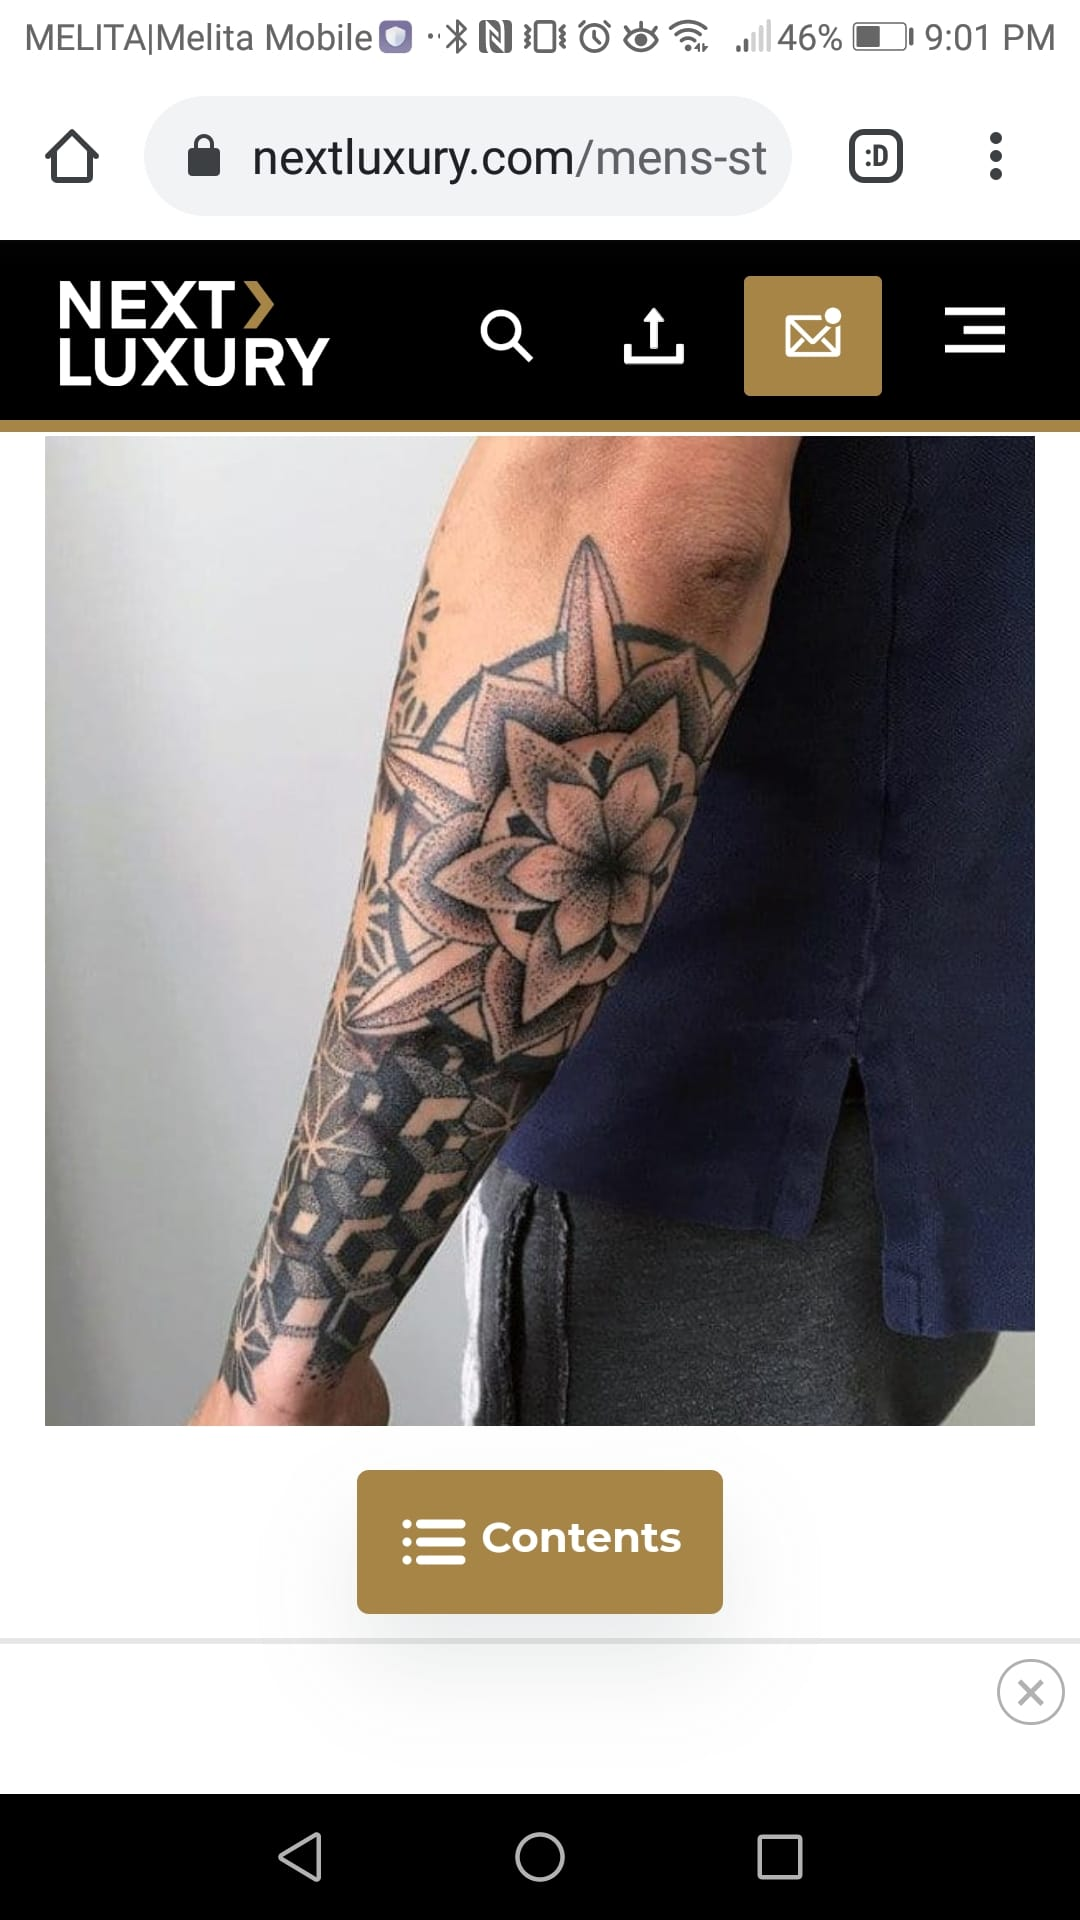 MELITA|Melita Mobile 46% 9:01 PM
nextluxury.com/mens-st :D
NEXT
LUXURY
Contents